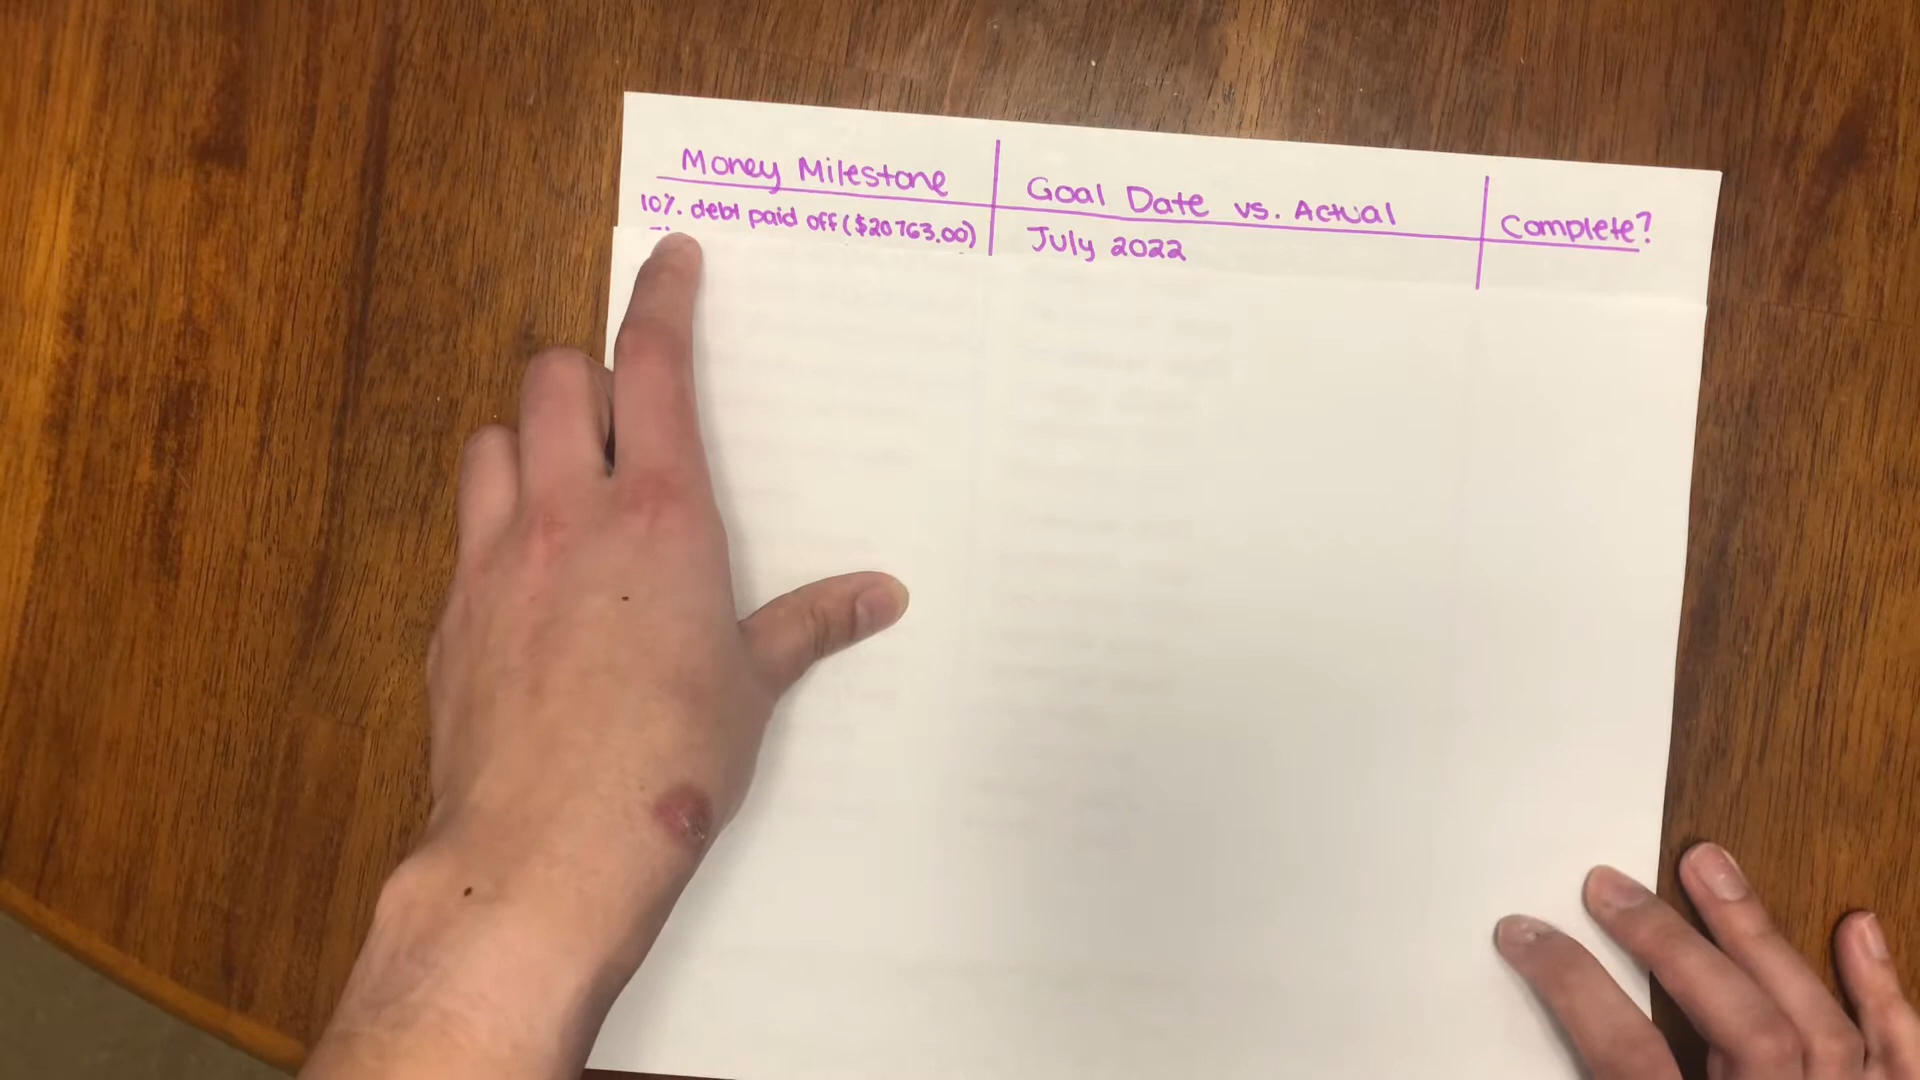 Money Milestone
Goal Date vs. Actual
Complete?
10% debt paid off ($20763.00)
July 2022